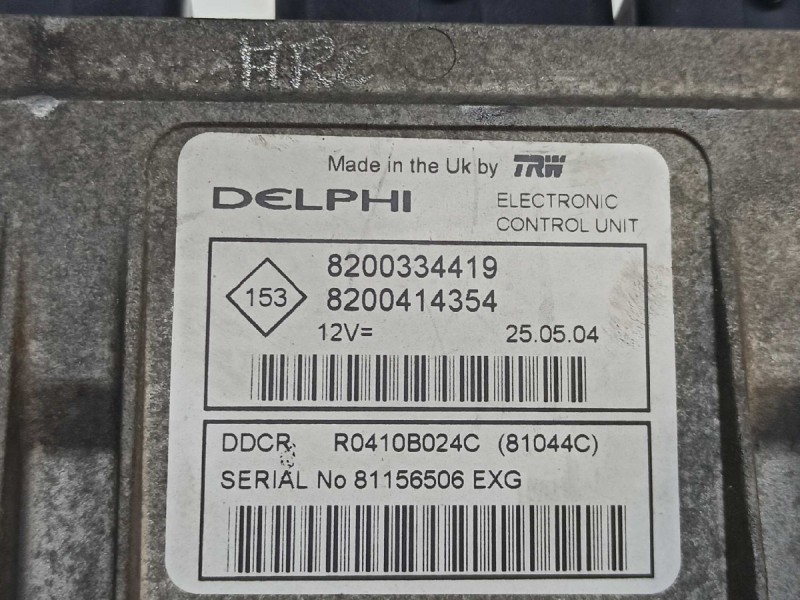 Made in the Uk by TRW
DELPHI
ELECTRONIC
CONTROL UNIT
153
8200334419
8200414354
12V=
25.05.04
DDCR R0410B024C (81044C)
SERIAL No 81156506 EXG